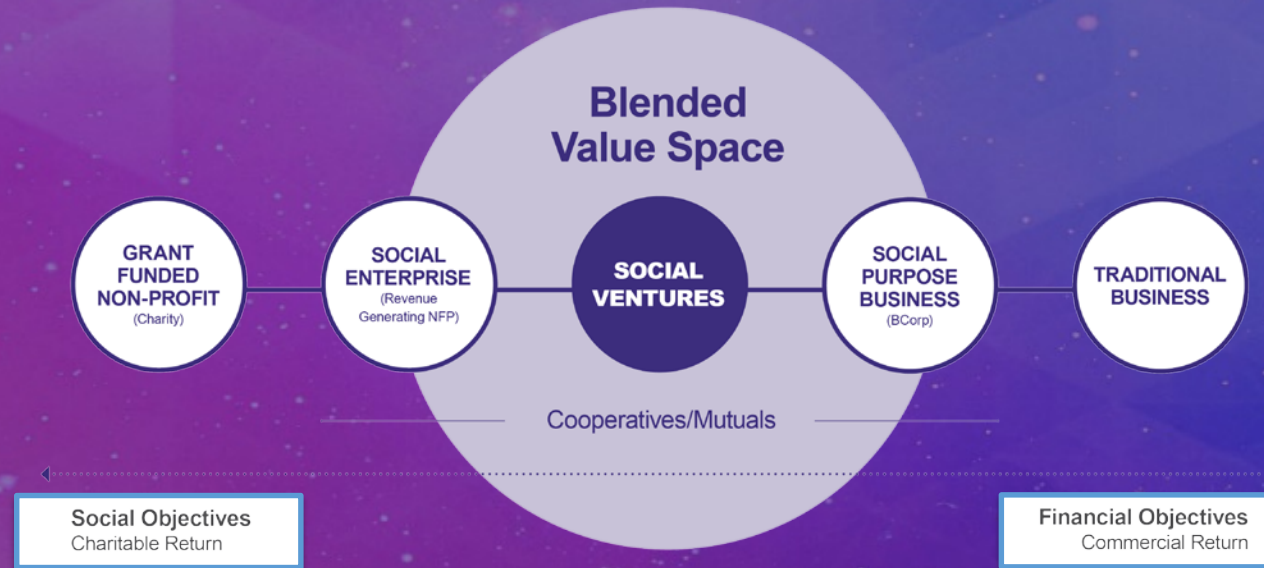 Blended
Value Space
GRANT
FUNDED
NON-PROFIT
(Charity)
SOCIAL
ENTERPRISE
(Revenue
Generating NFP)
SOCIAL
VENTURES
SOCIAL
PURPOSE
BUSINESS
(BCorp)
TRADITIONAL
BUSINESS
Cooperatives/Mutuals
Social Objectives
Charitable Return
Financial Objectives
Commercial Return